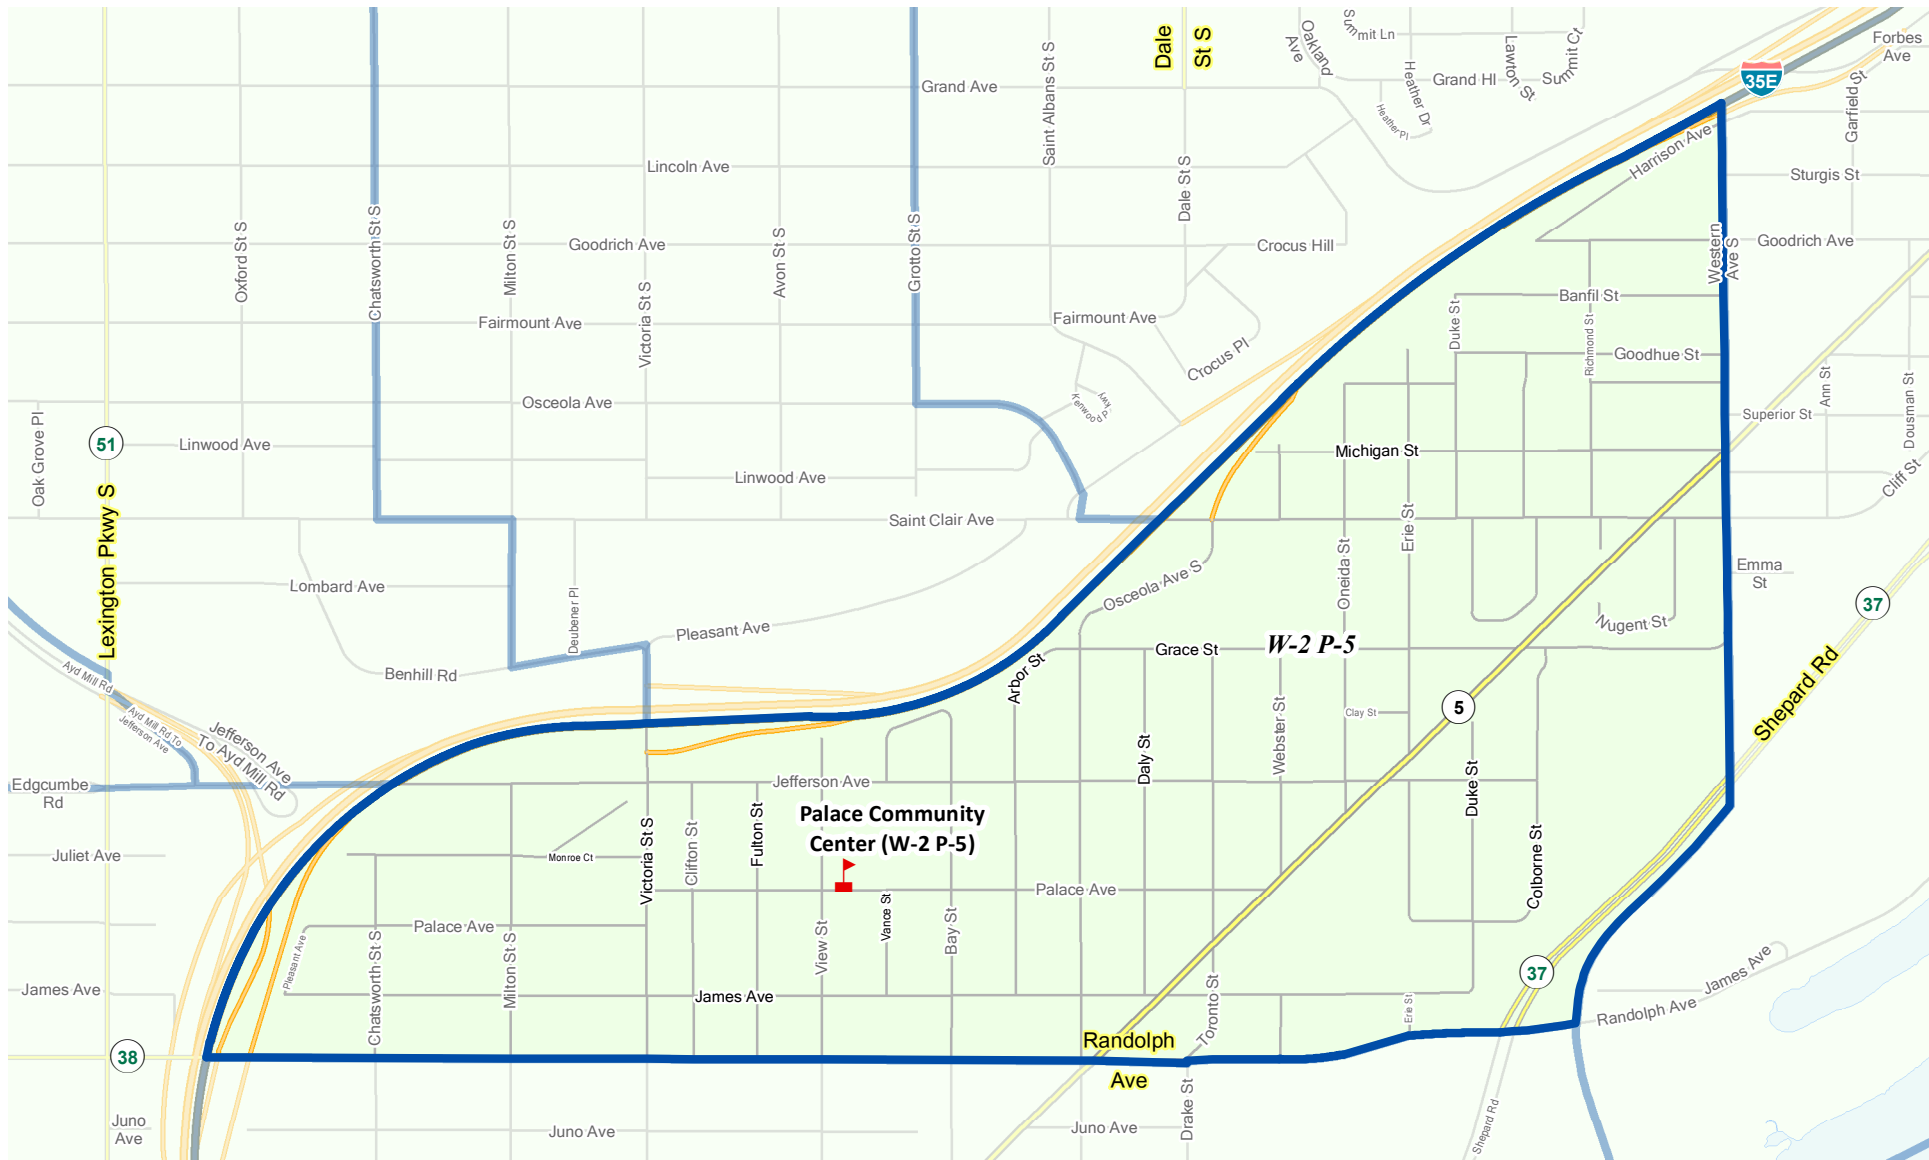 Dale
St S
Summit Ln
Oakland
Ave
Heather Dr
Heather Pl
Grand Hl
Lawton St
Summit Ct
Forbes
Ave
35E
Garfield St
Grand Ave
Saint Albans St S
Harrison Ave
Lincoln Ave
Dale St S
Sturgis St
Oxford St S
Chatsworth St S
Milton St S
Goodrich Ave
Victoria St S
Avon St S
Grotto St S
Crocus Hill
Western
Ave S
Goodrich Ave
Fairmount Ave
Fairmount Ave
Crocus Pl
Banfil St
Duke St
Richmond St
Goodhue St
Ann St
Dousman St
Oak Grove Pl
Osceola Ave
Kenwood Pkwy
Superior St
51
Linwood Ave
Linwood Ave
Michigan St
Cliff St
Lexington Pkwy S
Saint Clair Ave
Erie St
Lombard Ave
Deubener Pl
Osceola Ave S
Oneida St
Emma
St
37
Pleasant Ave
Nugent St
Benhill Rd
Arbor St
Grace St
W-2 P-5
Shepard Rd
Ayd Mill Rd
Ayd Mill Rd To
Jefferson Ave
Jefferson Ave
To Ayd Mill Rd
Webster St
Clay St
5
Daly St
Duke St
Edgcumbe
Rd
Jefferson Ave
Palace Community
Center (W-2 P-5)
Juliet Ave
Monroe Ct
Victoria St S
Clifton St
Fulton St
Colborne St
Palace Ave
Palace Ave
Pleasant Ave
Chatsworth St S
Milton St S
View St
Vance St
Bay St
37
James Ave
James Ave
Toronto St
Erie St
Randolph Ave
James Ave
38
Randolph
Ave
Juno
Ave
Juno Ave
Juno Ave
Drake St
Shepard Rd